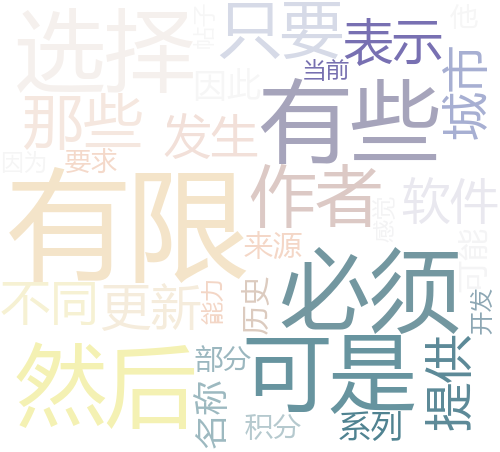 选择
帖子
只要
表示
他
那些
因此
当前
有些
城市
发生
因为
要求
有限
作者
感觉
软件
来源
必须
可能
不同
更新
能力
历史
开发
然后
部分
可是
提供
名称
积分
系列